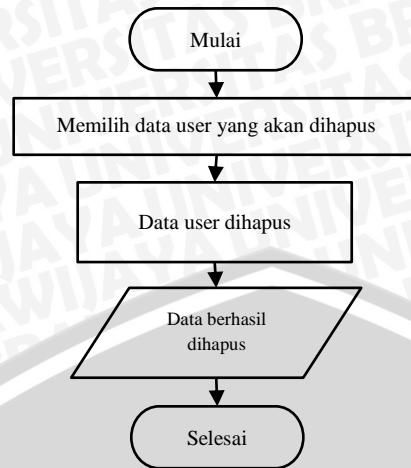 Mulai
Memilih data user yang akan dihapus
Data user dihapus
Data berhasil
dihapus
Selesai